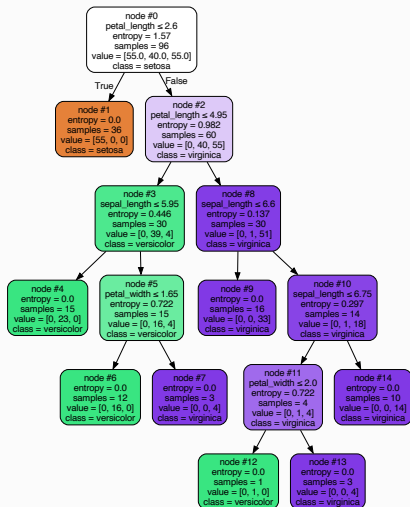 node #0
petal_length ≤ 2.6
entropy = 1.57
samples = 96
value = [55.0, 40.0, 55.0]
class = setosa
True
False
node #1
entropy = 0.0
samples = 36
value = [55, 0, 0]
class = setosa
node #2
petal_length ≤ 4.95
entropy = 0.982
samples = 60
value = [0, 40, 55]
class = virginica
node #3
sepal_length ≤ 5.95
entropy = 0.446
samples = 30
value = [0, 39, 4]
class = versicolor
node #8
sepal_length ≤ 6.6
entropy = 0.137
samples = 30
value = [0, 1, 51]
class = virginica
node #4
entropy = 0.0
samples = 15
value = [0, 23, 0]
class = versicolor
node #5
petal_width ≤ 1.65
entropy = 0.722
samples = 15
value = [0, 16, 4]
class = versicolor
node #9
entropy = 0.0
samples = 16
value = [0, 0, 33]
class = virginica
node #10
sepal_length ≤ 6.75
entropy = 0.297
samples = 14
value = [0, 1, 18]
class = virginica
node #6
entropy = 0.0
samples = 12
value = [0, 16, 0]
class = versicolor
node #7
entropy = 0.0
samples = 3
value = [0, 0, 4]
class = virginica
node #11
petal_width ≤ 2.0
entropy = 0.722
samples = 4
value = [0, 1, 4]
class = virginica
node #14
entropy = 0.0
samples = 10
value = [0, 0, 14]
class = virginica
node #12
entropy = 0.0
samples = 1
value = [0, 1, 0]
class = versicolor
node #13
entropy = 0.0
samples = 3
value = [0, 0, 4]
class = virginica